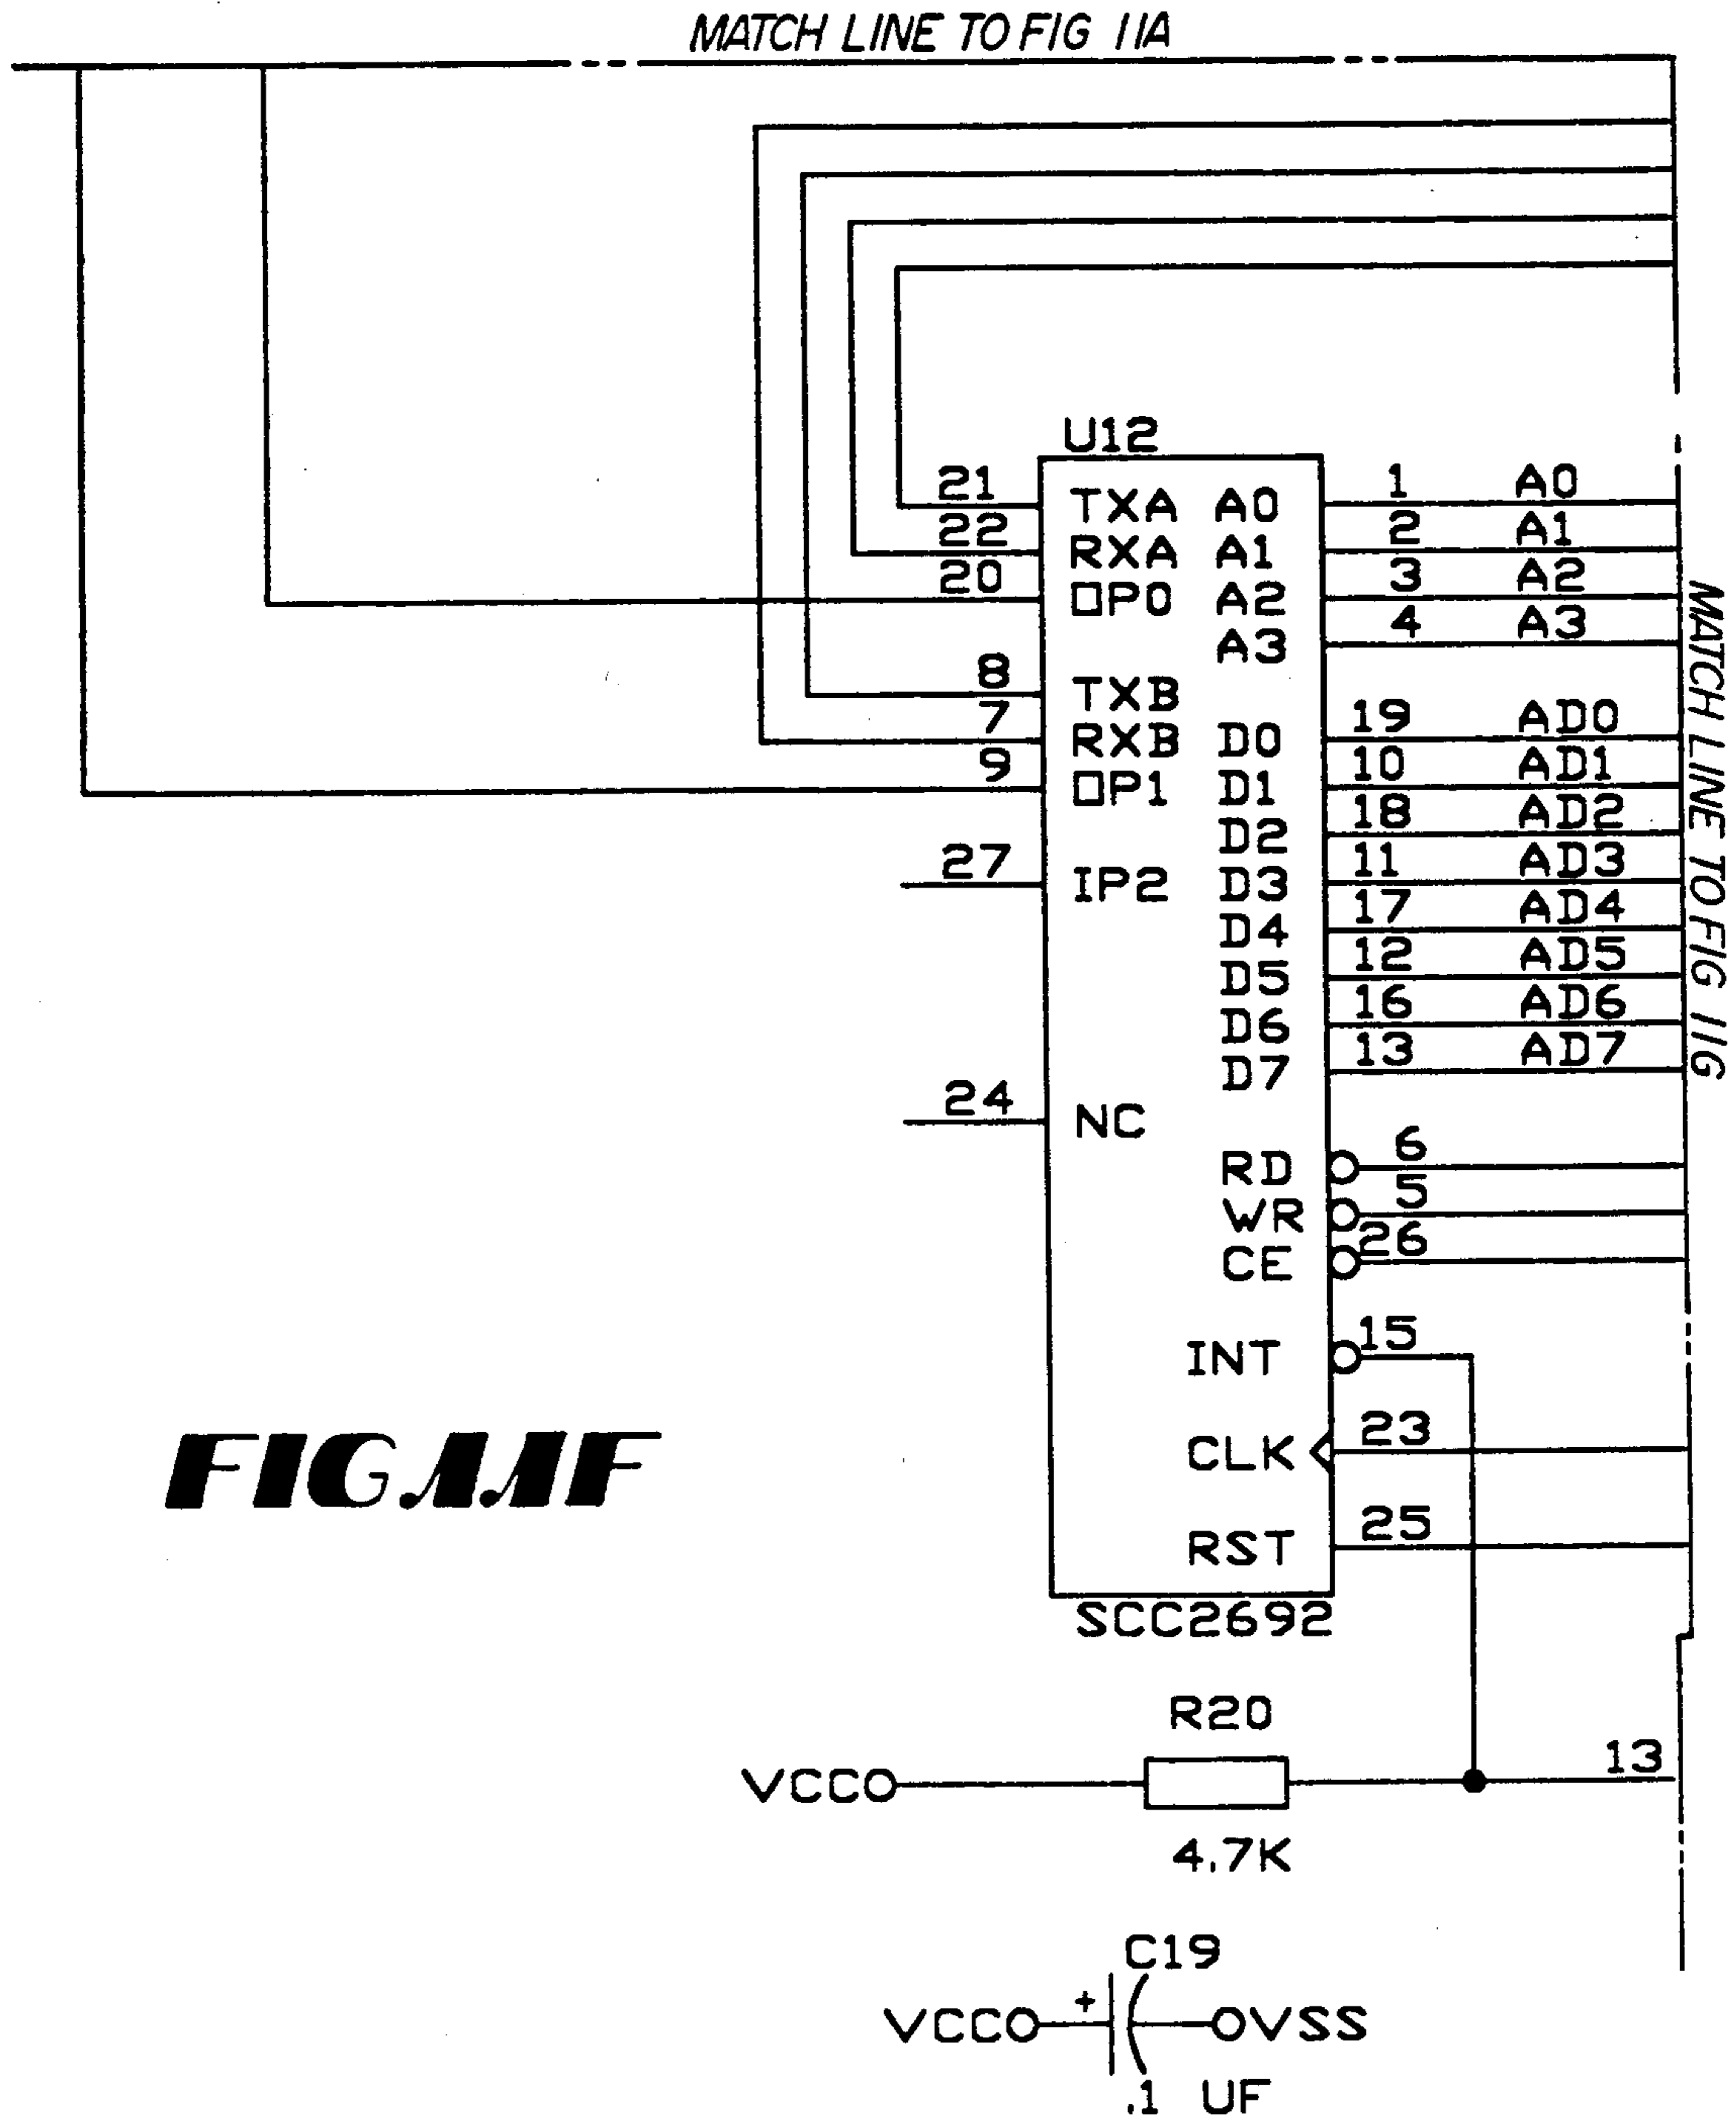 MATCH LINE TO FIG 11A
U12
21 TXA A0 1 A0
22 RXA A1 2 A1
20 OP0 A2 3 A2
A3 4 A3
8 TXB
7 RXB D0 19 AD0
9 OP1 D1 10 AD1
D2 18 AD2
27 IP2 D3 11 AD3
D4 17 AD4
D5 12 AD5
D6 16 AD6
D7 13 AD7
24 NC
RD 6
WR 5
CE 26
INT 15
CLK 23
RST 25
SCC2692
MATCH LINE TO FIG 11G
FIG.11F
R20
VCC 13
4.7K
C19
VCC + VSS
.1 UF